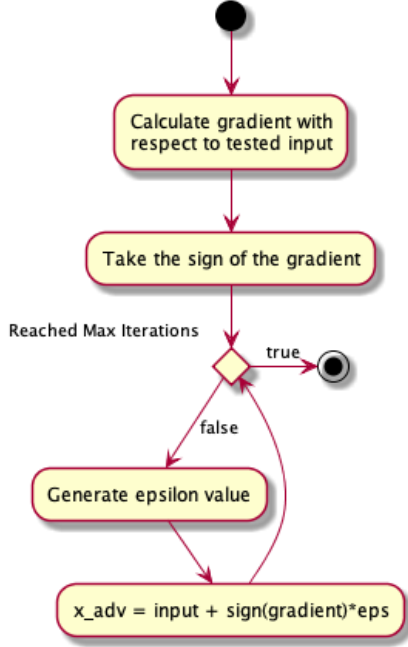 Calculate gradient with
respect to tested input
Take the sign of the gradient
Reached Max Iterations
true
false
Generate epsilon value
x_adv = input + sign(gradient)*eps